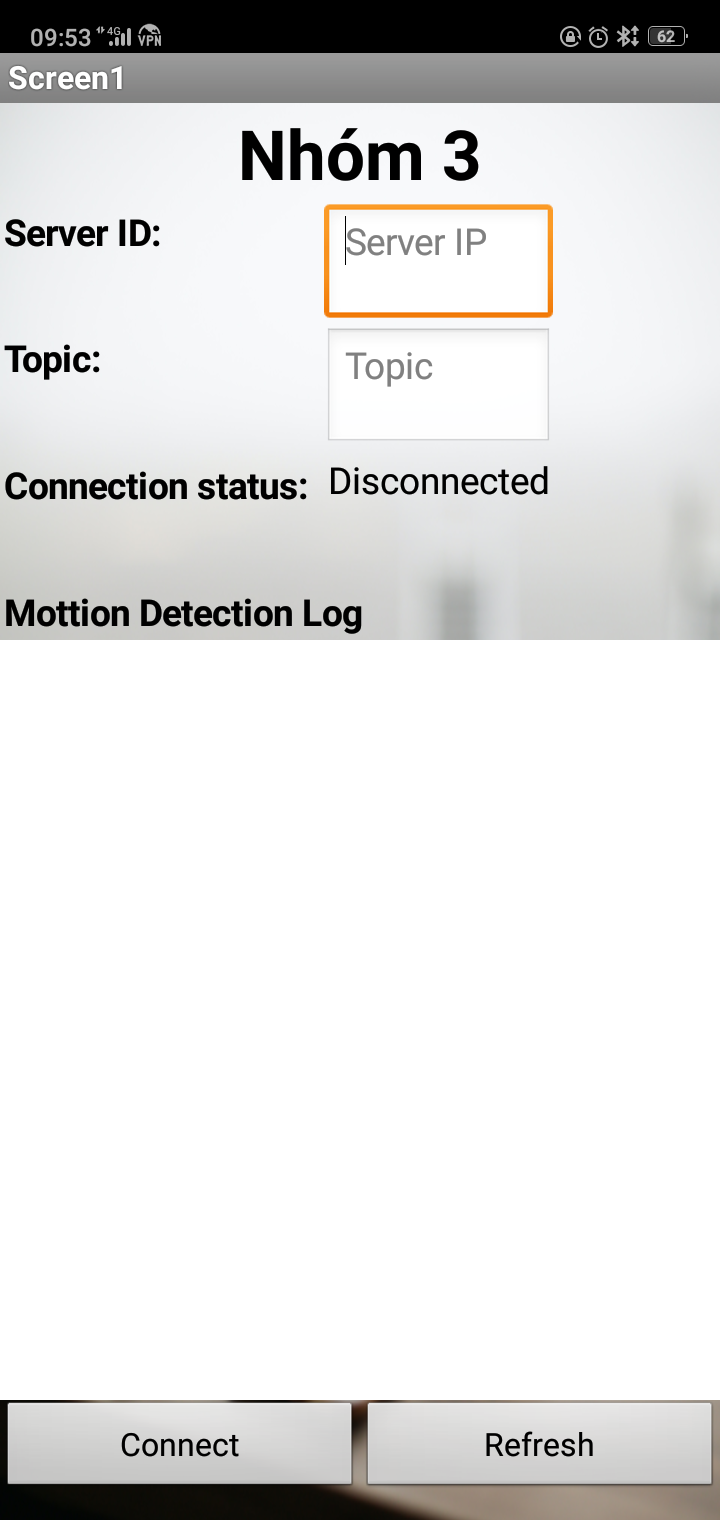 09:53 4G VPN 62
Screen1
Nhóm 3
Server ID: Server IP
Topic: Topic
Connection status: Disconnected
Mottion Detection Log
Connect Refresh